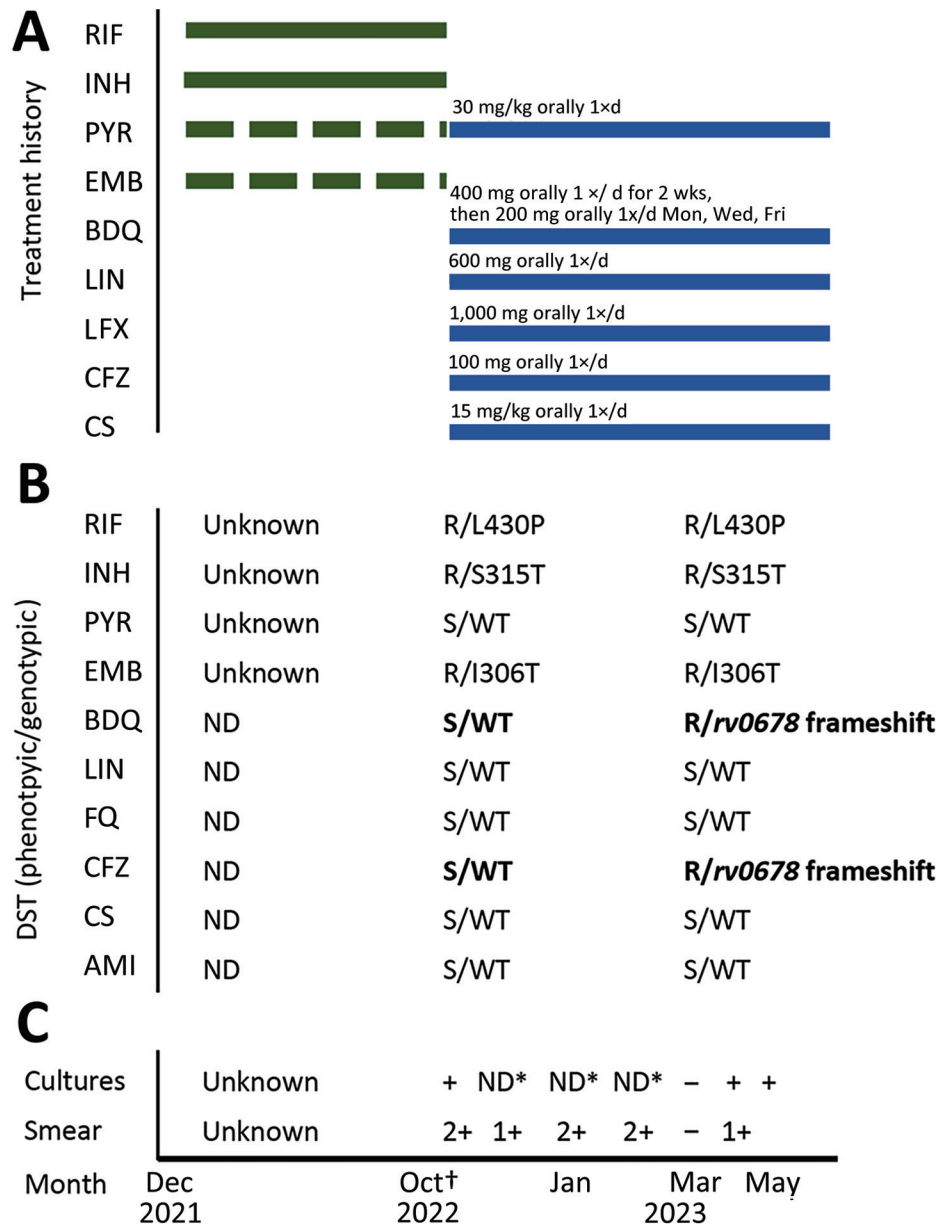 A
Treatment history
RIF
INH
PYR 30 mg/kg orally 1×d
EMB
400 mg orally 1 ×/ d for 2 wks,
then 200 mg orally 1x/d Mon, Wed, Fri
BDQ
LIN 600 mg orally 1×/d
LFX 1,000 mg orally 1×/d
CFZ 100 mg orally 1×/d
CS 15 mg/kg orally 1×/d
B
DST (phenotpyic/genotypic)
RIF Unknown R/L430P R/L430P
INH Unknown R/S315T R/S315T
PYR Unknown S/WT S/WT
EMB Unknown R/I306T R/I306T
BDQ ND S/WT R/rv0678 frameshift
LIN ND S/WT S/WT
FQ ND S/WT S/WT
CFZ ND S/WT R/rv0678 frameshift
CS ND S/WT S/WT
AMI ND S/WT S/WT
C
Cultures Unknown + ND* ND* ND* – + +
Smear Unknown 2+ 1+ 2+ 2+ – 1+
Month Dec Oct† Jan Mar May
2021 2022 2023